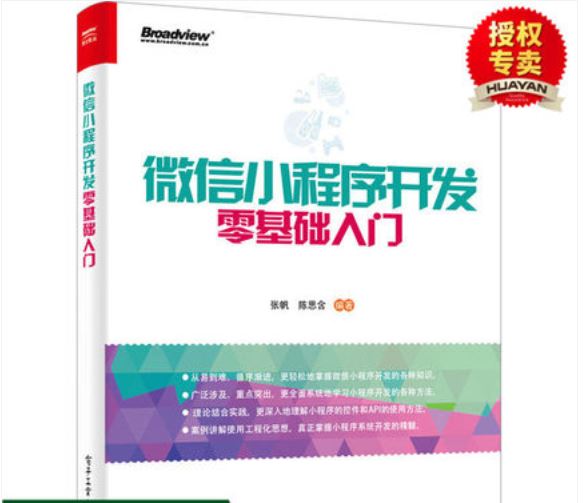 Broadview®
www.broadview.com.cn
授权
专卖
HUAYAN
微信小程序开发
零基础入门
张帆 陈思含 编著
从易到难、循序渐进，更轻松地掌握微信小程序开发的各种知识。
广泛涉及、重点突出，更全面系统地学习小程序开发的各种方法。
理论结合实践，更深入地理解小程序的控件和API的使用方法。
案例讲解使用工程化思想，真正掌握小程序系统开发的精髓。
微信小程序开发 零基础入门